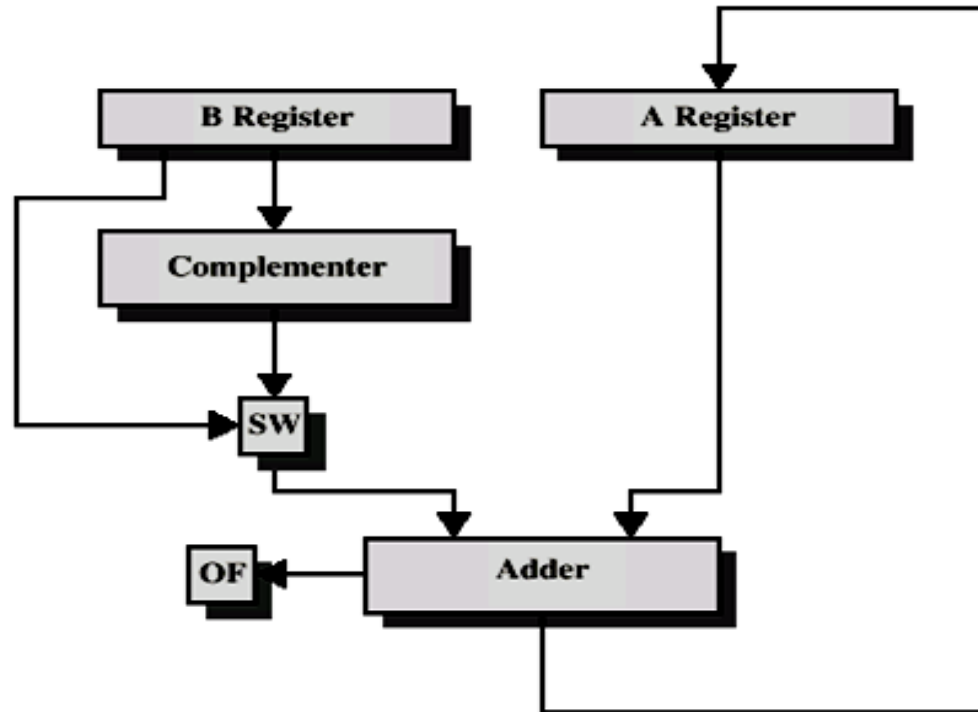 B Register
A Register
Complementer
SW
OF
Adder